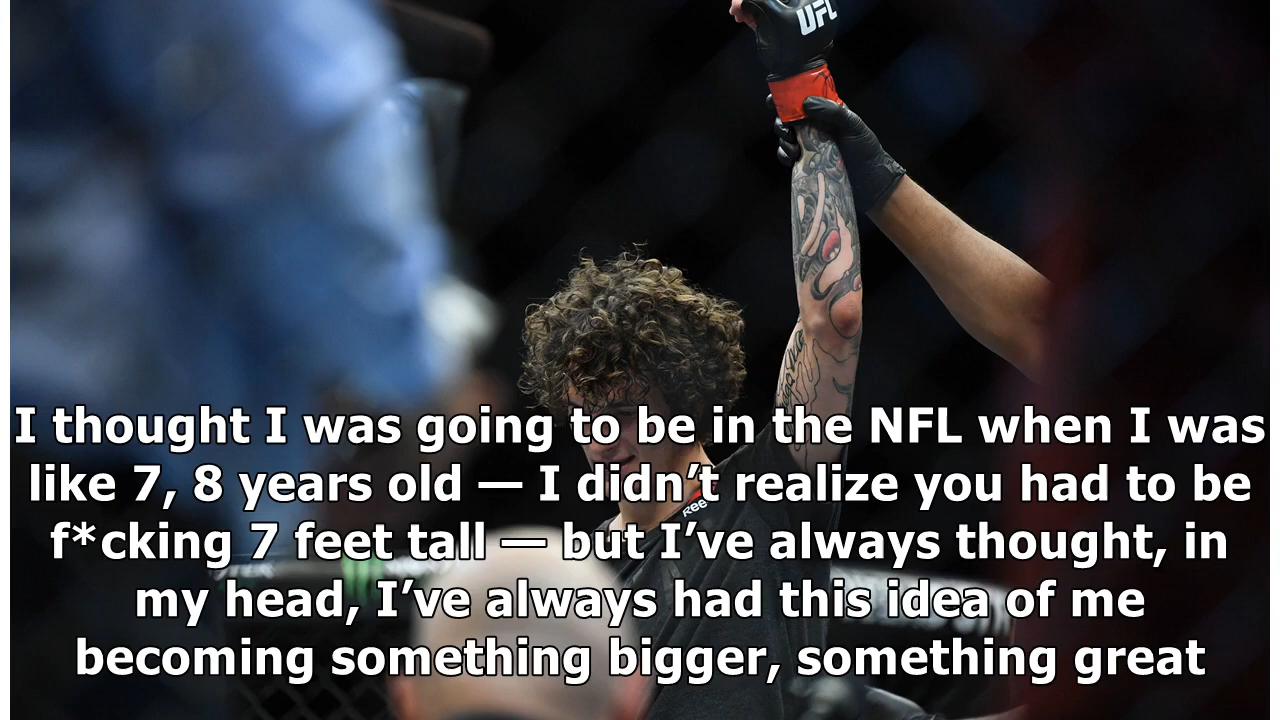 UFC
I thought I was going to be in the NFL when I was
like 7, 8 years old — I didn’t realize you had to be
Ree
f*cking 7 feet tall — but I’ve always thought, in
my head, I’ve always had this idea of me
becoming something bigger, something great